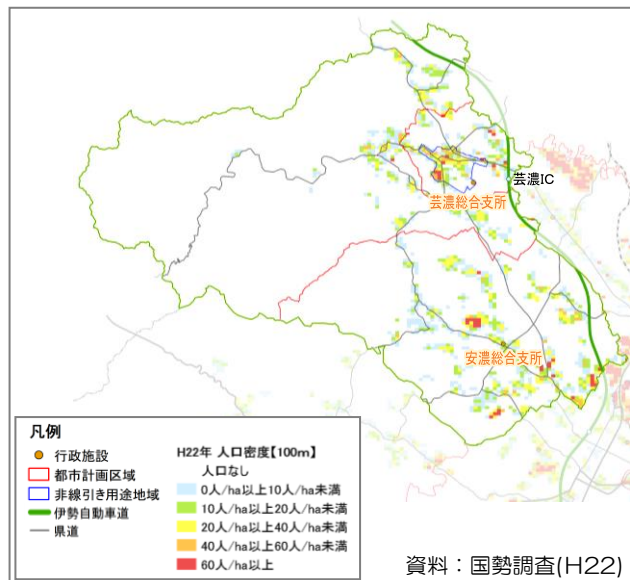 芸濃IC
芸濃総合支所
安濃総合支所
凡例
行政施設
都市計画区域
非線引き用途地域
伊勢自動車道
県道
H22年 人口密度【100m】
人口なし
0人/ha以上10人/ha未満
10人/ha以上20人/ha未満
20人/ha以上40人/ha未満
40人/ha以上60人/ha未満
60人/ha以上
資料：国勢調査(H22)